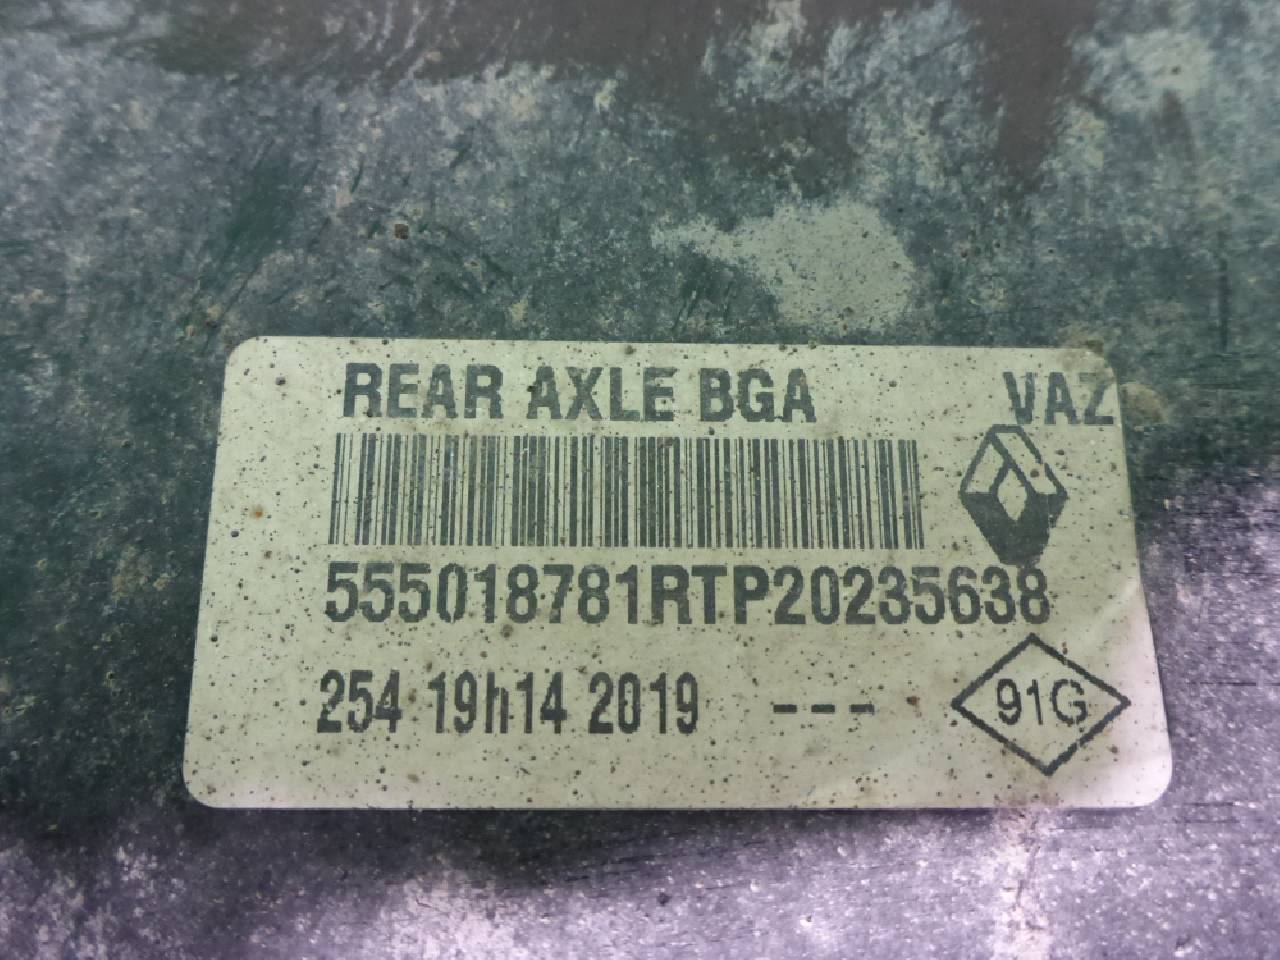 REAR AXLE BGA VAZ
555018781RTP20235638
254 19h14 2019 ---
91G